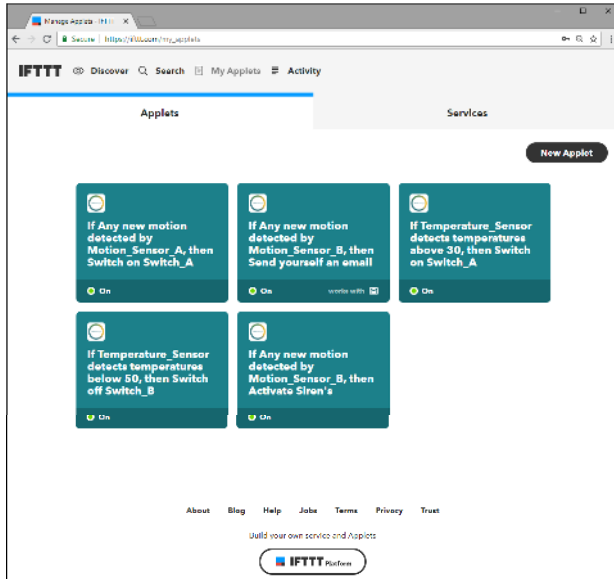 Manage Applets - IFTTT
Secure | https://ifttt.com/my_applets
IFTTT Discover Search My Applets Activity
Applets Services
New Applet
If Any new motion
detected by
Motion_Sensor_A, then
Switch on Switch_A
On
If Any new motion
detected by
Motion_Sensor_B, then
Send yourself an email
On works with
If Temperature_Sensor
detects temperatures
above 30, then Switch
on Switch_A
On
If Temperature_Sensor
detects temperatures
below 50, then Switch
off Switch_B
On
If Any new motion
detected by
Motion_Sensor_B, then
Activate Siren's
On
About Blog Help Jobs Terms Privacy Trust
Build your own service and Applets
IFTTT Platform